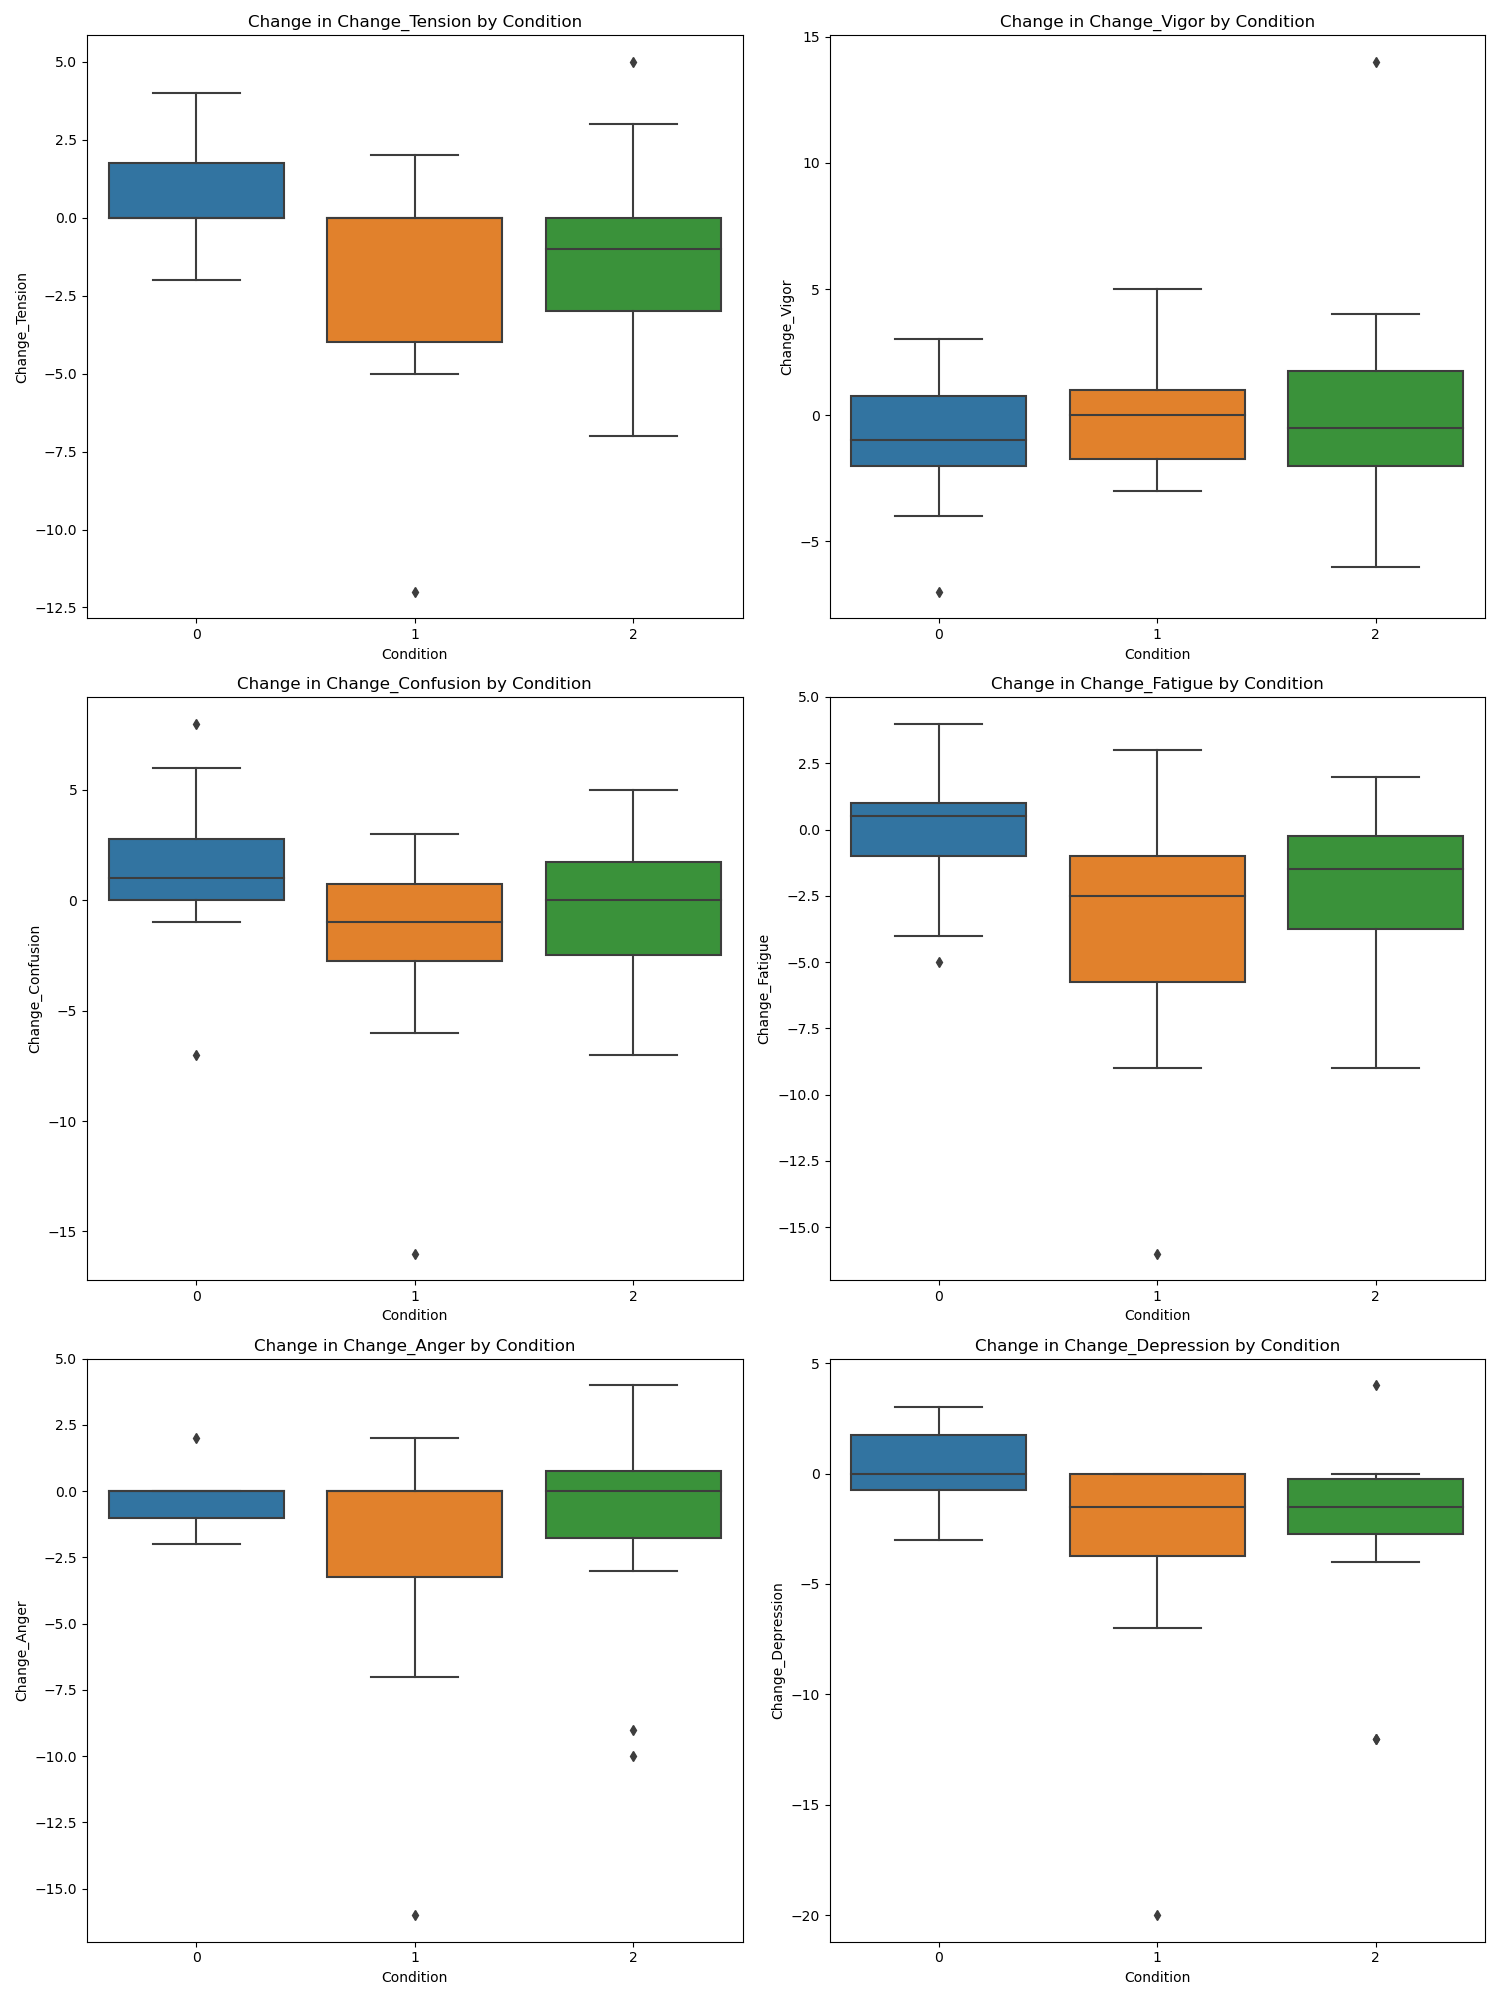 Change in Change_Tension by Condition
5.0
2.5
0.0
−2.5
−5.0
−7.5
−10.0
−12.5
Change_Tension
0 1 2
Condition
Change in Change_Vigor by Condition
15
10
5
0
−5
Change_Vigor
0 1 2
Condition
Change in Change_Confusion by Condition
5
0
−5
−10
−15
Change_Confusion
0 1 2
Condition
Change in Change_Fatigue by Condition
5.0
2.5
0.0
−2.5
−5.0
−7.5
−10.0
−12.5
−15.0
Change_Fatigue
0 1 2
Condition
Change in Change_Anger by Condition
5.0
2.5
0.0
−2.5
−5.0
−7.5
−10.0
−12.5
−15.0
Change_Anger
0 1 2
Condition
Change in Change_Depression by Condition
5
0
−5
−10
−15
−20
Change_Depression
0 1 2
Condition